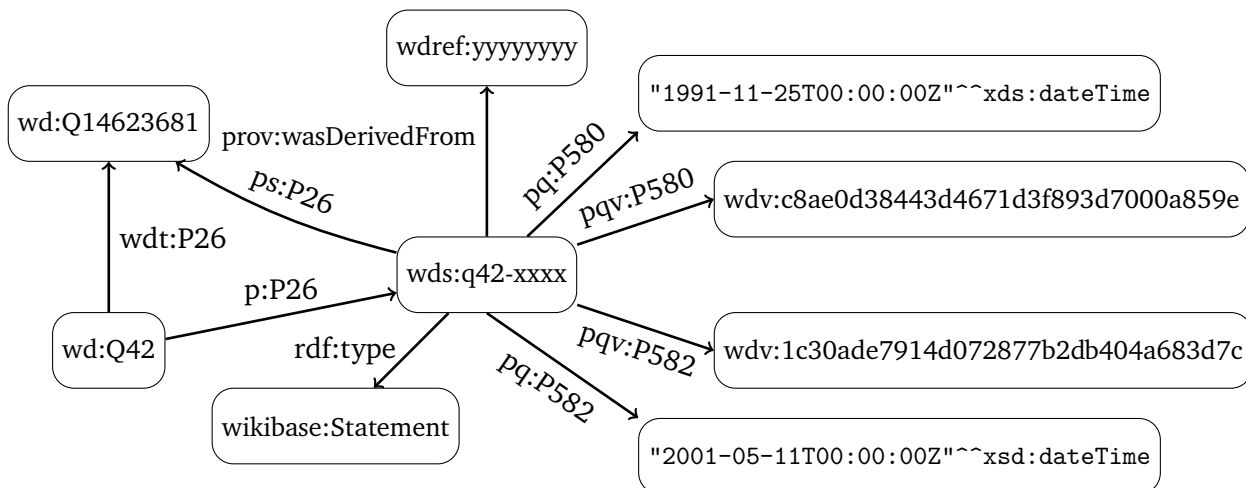 wdref:yyyyyyyy
"1991-11-25T00:00:00Z"^^xds:dateTime
wd:Q14623681
prov:wasDerivedFrom
pq:P580
ps:P26
pqv:P580
wdv:c8ae0d38443d4671d3f893d7000a859e
wdt:P26
wds:q42-xxxx
p:P26
wd:Q42
rdf:type
pqv:P582
wdv:1c30ade7914d072877b2db404a683d7c
pq:P582
wikibase:Statement
"2001-05-11T00:00:00Z"^^xsd:dateTime